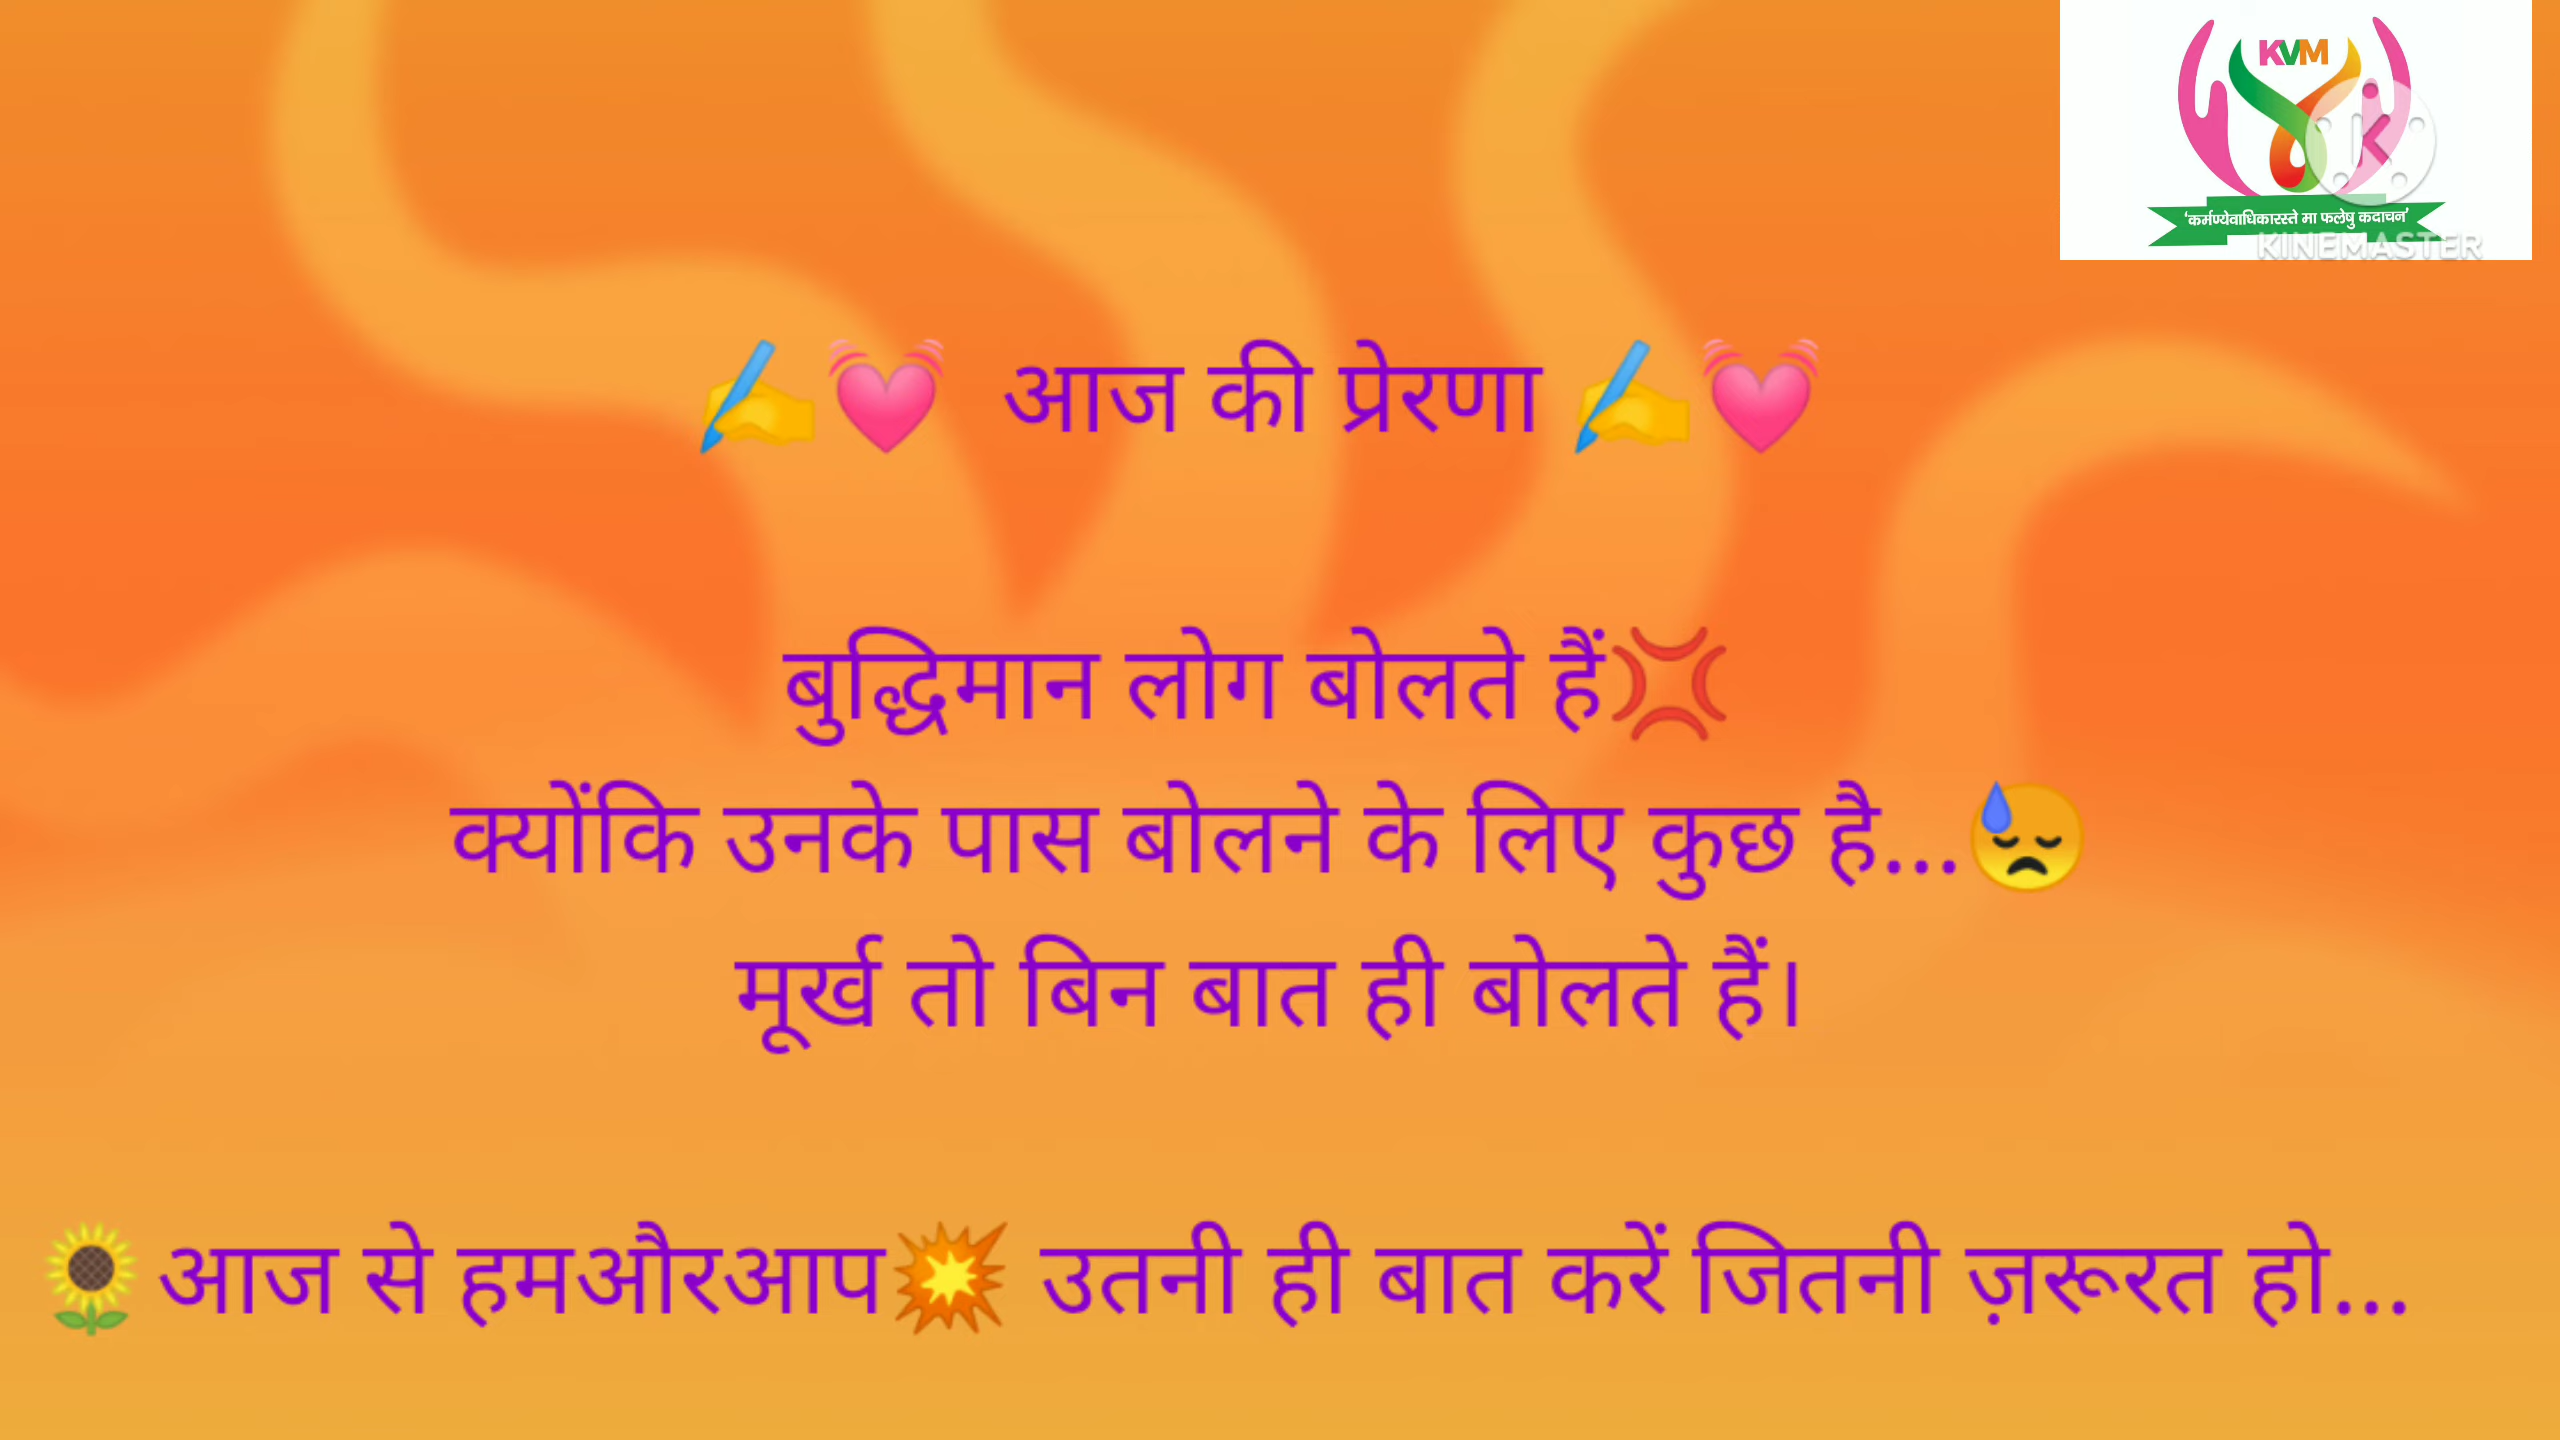 KVM
'कर्मण्येवाधिकारस्ते मा फलेषु कदाचन'
K
KINEMASTER
✍️💓 आज की प्रेरणा ✍️💓
बुद्धिमान लोग बोलते हैं💢
क्योंकि उनके पास बोलने के लिए कुछ है...😓
मूर्ख तो बिन बात ही बोलते हैं।
🌻 आज से हमऔरआप💥 उतनी ही बात करें जितनी ज़रूरत हो...